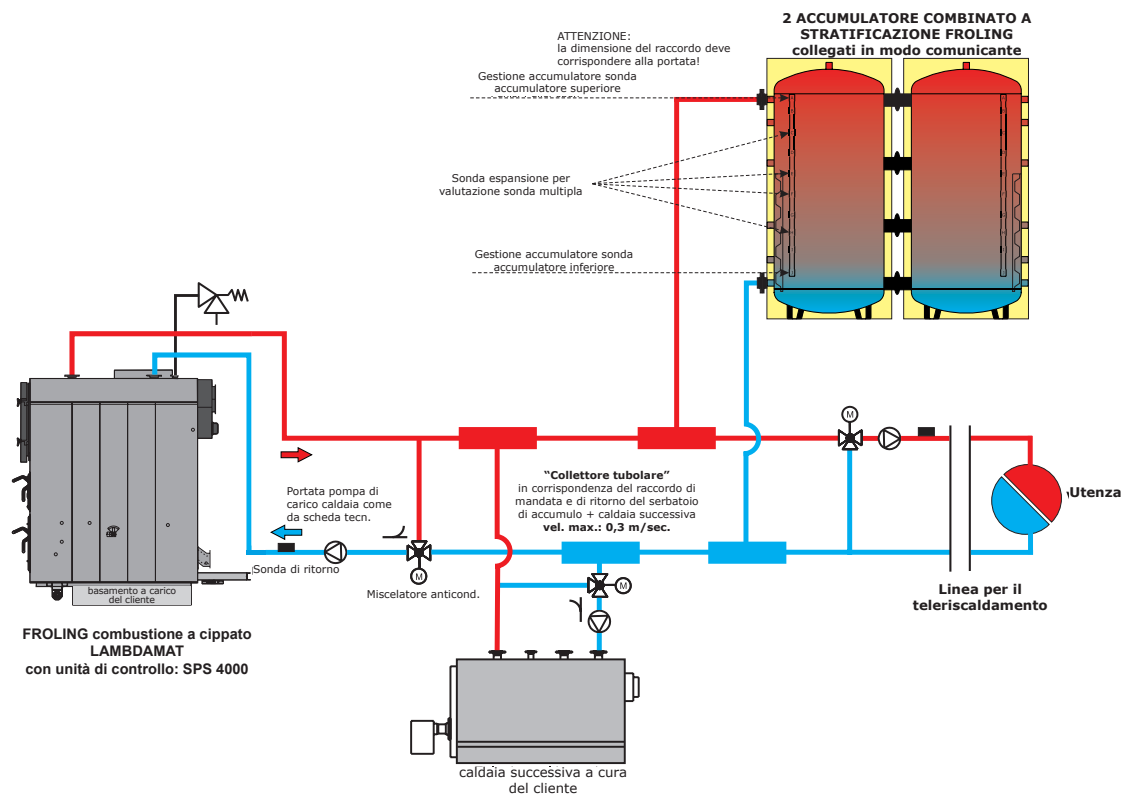 2 ACCUMULATORE COMBINATO A
STRATIFICAZIONE FROLING
collegati in modo comunicante
ATTENZIONE:
la dimensione del raccordo deve
corrispondere alla portata!
Gestione accumulatore sonda
accumulatore superiore
Sonda espansione per
valutazione sonda multipla
Gestione accumulatore sonda
accumulatore inferiore
M
"Collettore tubolare"
in corrispondenza del raccordo di
mandata e di ritorno del serbatoio
di accumulo + caldaia successiva
vel. max.: 0,3 m/sec.
Portata pompa di
carico caldaia come
da scheda tecn.
Utenza
Sonda di ritorno
M
Miscelatore anticond.
M
Linea per il
teleriscaldamento
basamento a carico
del cliente
FROLING combustione a cippato
LAMBDAMAT
con unità di controllo: SPS 4000
caldaia successiva a cura
del cliente